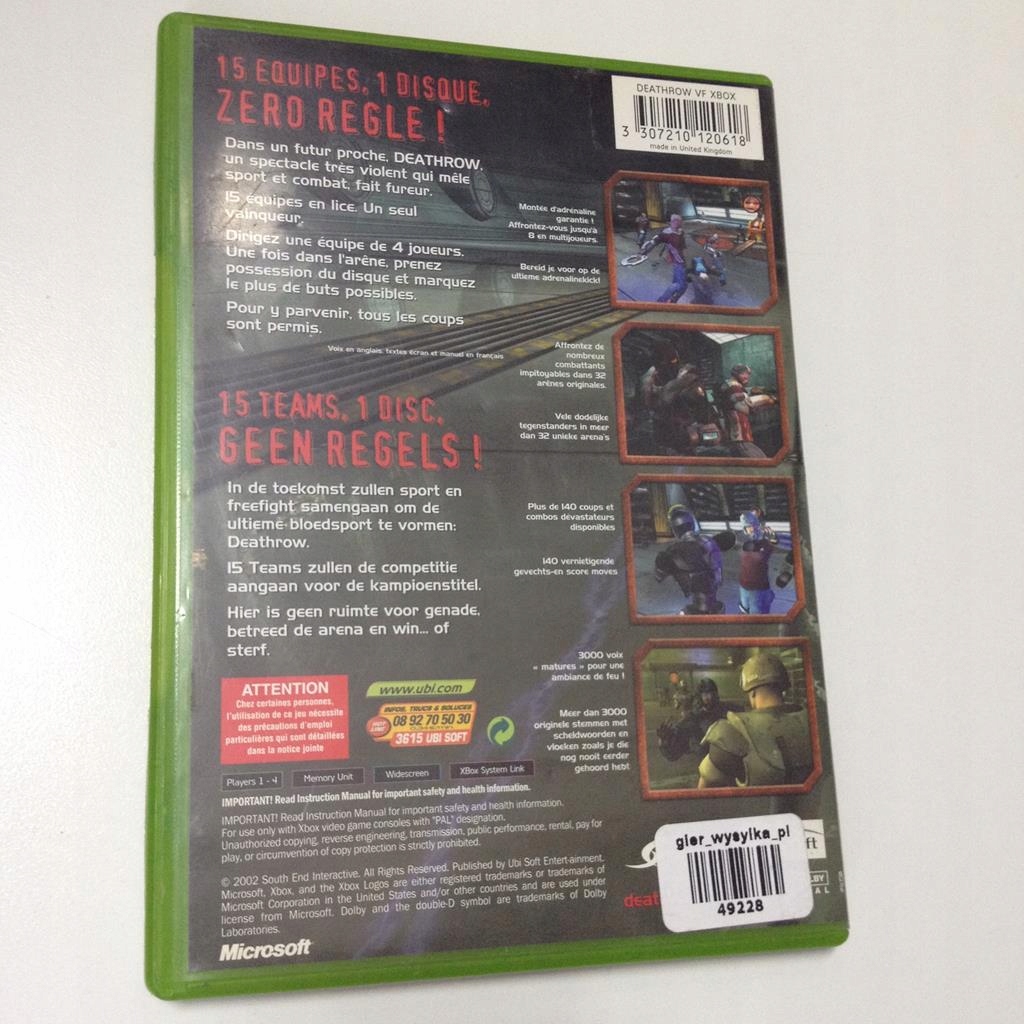 15 EQUIPES, 1 DISQUE,
ZERO REGLE !
Dans un futur proche, DEATHROW,
un spectacle très violent qui mêle
sport et combat, fait fureur.
15 équipes en lice. Un seul
vainqueur.
Dirigez une équipe de 4 joueurs.
Une fois dans l'arène, prenez
possession du disque et marquez
le plus de buts possibles.
Pour y parvenir, tous les coups
sont permis.
Voix en anglais, textes écran et manuel en français
DEATHROW VF XBOX
3 307210 120618
made in United Kingdom
Montée d'adrénaline
garantie !
Affrontez-vous jusqu'à
8 en multijoueurs.
Bereid je voor op de
ultieme adrenalinekick!
Affrontez de
nombreux
combattants
impitoyables dans 32
arènes originales.
Vele dodelijke
tegenstanders in meer
dan 32 unieke arena's
Plus de 140 coups et
combos dévastateurs
disponibles
140 vernietigende
gevechts-en score moves
3000 voix
« matures » pour une
ambiance de feu !
Meer dan 3000
originele stemmen met
scheldwoorden en
vloeken zoals je die
nog nooit eerder
gehoord hebt
15 TEAMS, 1 DISC,
GEEN REGELS !
In de toekomst zullen sport en
freefight samengaan om de
ultieme bloedsport te vormen:
Deathrow.
15 Teams zullen de competitie
aangaan voor de kampioenstitel.
Hier is geen ruimte voor genade,
betreed de arena en win... of
sterf.
ATTENTION
Chez certaines personnes,
l'utilisation de ce jeu nécessite
des précautions d'emploi
particulières qui sont détaillées
dans la notice jointe
www.ubi.com
INFOS, TRUCS & SOLUCES
HOT LINE
08 92 70 50 30
3615 UBI SOFT
Players 1 - 4
Memory Unit
Widescreen
XBox System Link
IMPORTANT! Read Instruction Manual for important safety and health information.
IMPORTANT! Read Instruction Manual for important safety and health information.
For use only with Xbox video game consoles with "PAL" designation.
Unauthorized copying, reverse engineering, transmission, public performance, rental, pay for
play, or circumvention of copy protection is strictly prohibited.
© 2002 South End Interactive. All Rights Reserved. Published by Ubi Soft Entertainment.
Microsoft, Xbox, and the Xbox Logos are either registered trademarks or trademarks of
Microsoft Corporation in the United States and/or other countries and are used under
license from Microsoft. Dolby and the double-D symbol are trademarks of Dolby
Laboratories.
Microsoft
gier_wysylka_pl
49228